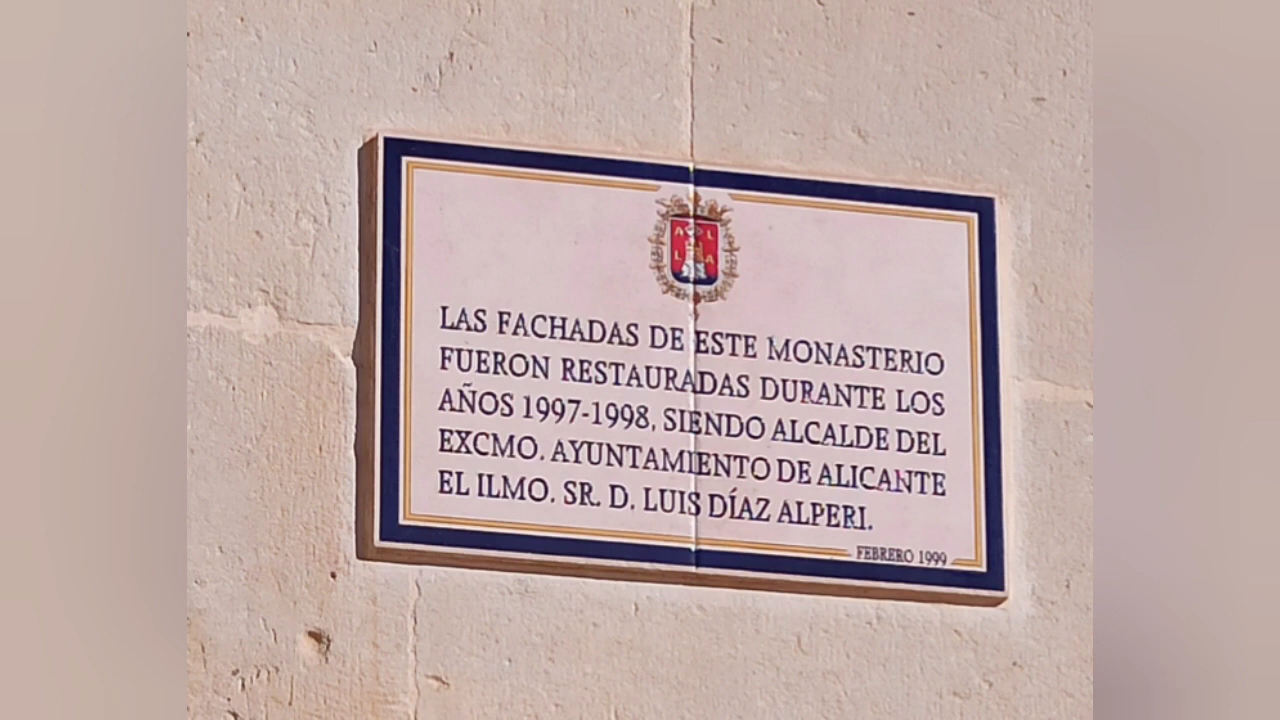 A L
L A
LAS FACHADAS DE ESTE MONASTERIO
FUERON RESTAURADAS DURANTE LOS
AÑOS 1997-1998, SIENDO ALCALDE DEL
EXCMO. AYUNTAMIENTO DE ALICANTE
EL ILMO. SR. D. LUIS DÍAZ ALPERI.
FEBRERO 1999